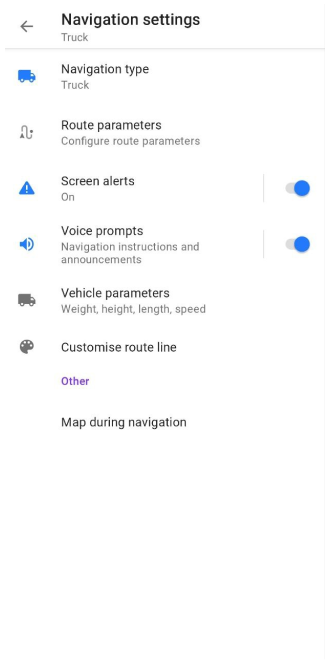 Navigation settings
Truck
Navigation type
Truck
Route parameters
Configure route parameters
Screen alerts
On
Voice prompts
Navigation instructions and
announcements
Vehicle parameters
Weight, height, length, speed
Customise route line
Other
Map during navigation